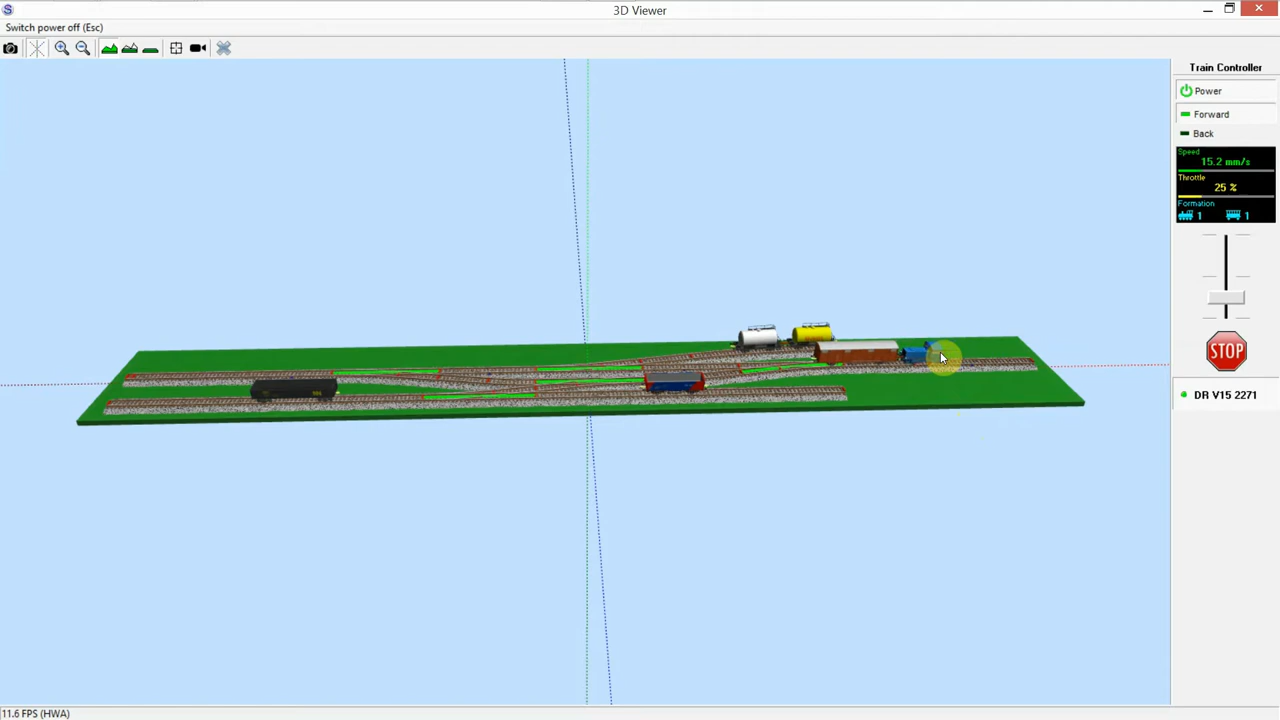 3D Viewer
Switch power off (Esc)
Train Controller
Power
Forward
Back
Speed
15.2 mm/s
Throttle
25 %
Formation
1 1
STOP
DR V15 2271
11.6 FPS (HWA)